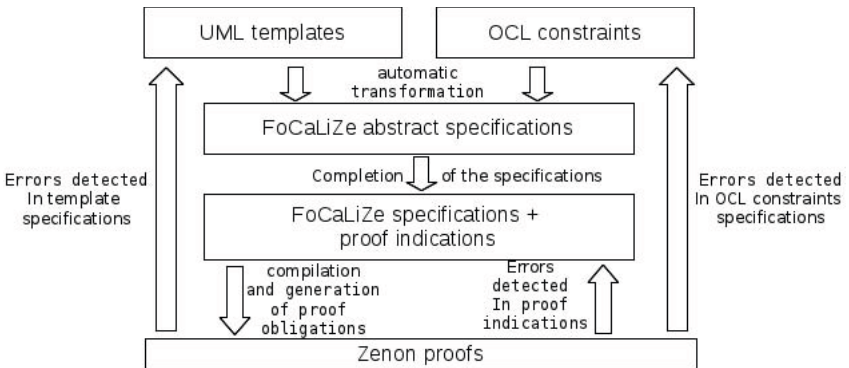 UML templates
OCL constraints
automatic
transformation
FoCaLiZe abstract specifications
Completion of the specifications
Errors detected
In template
specifications
Errors detected
In OCL constraints
specifications
FoCaLiZe specifications +
proof indications
compilation
and generation
of proof
obligations
Errors
detected
In proof
indications
Zenon proofs